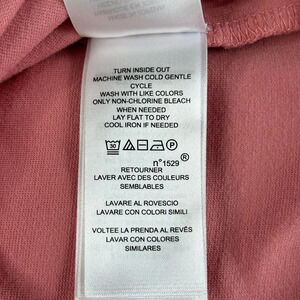 TURN INSIDE OUT
MACHINE WASH COLD GENTLE
CYCLE
WASH WITH LIKE COLORS
ONLY NON-CHLORINE BLEACH
WHEN NEEDED
LAY FLAT TO DRY
COOL IRON IF NEEDED
30 P
n°1529®
RETOURNER
LAVER AVEC DES COULEURS
SEMBLABLES
LAVARE AL ROVESCIO
LAVARE CON COLORI SIMILI
VOLTEE LA PRENDA AL REVÉS
LAVAR CON COLORES
SIMILARES